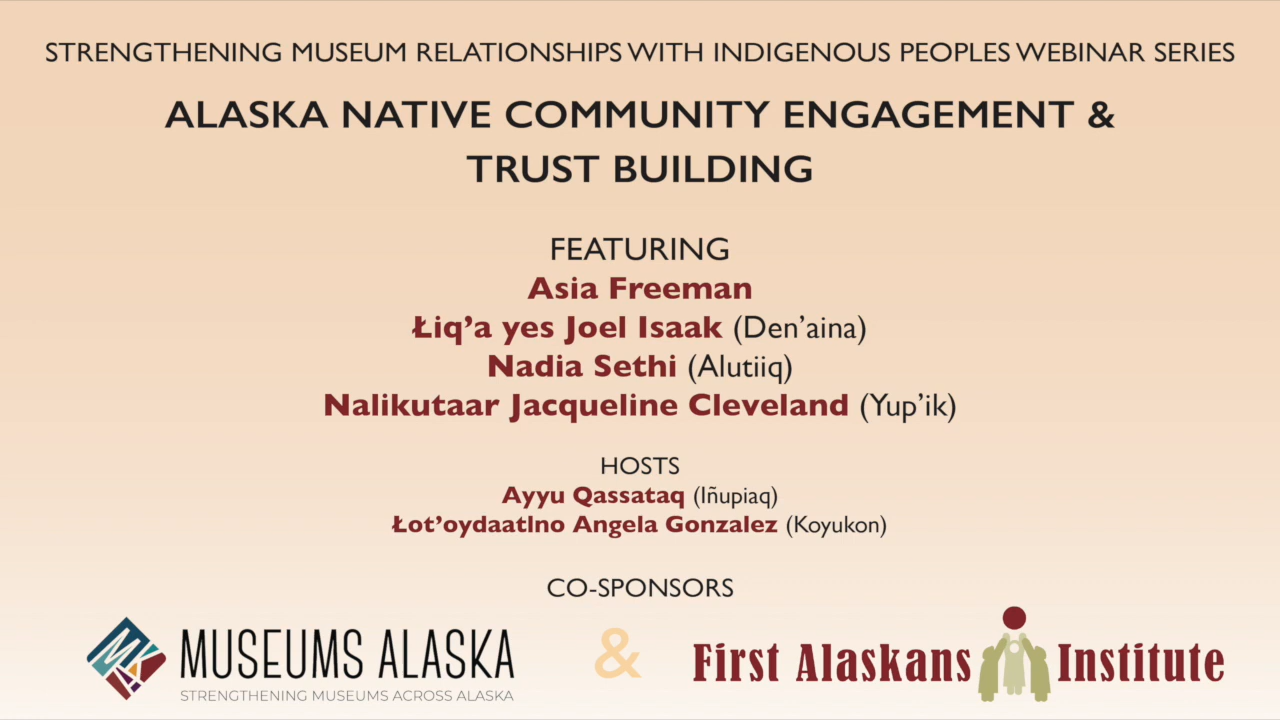 STRENGTHENING MUSEUM RELATIONSHIPS WITH INDIGENOUS PEOPLES WEBINAR SERIES
ALASKA NATIVE COMMUNITY ENGAGEMENT &
TRUST BUILDING
FEATURING
Asia Freeman
Łiq’a yes Joel Isaak (Den’aina)
Nadia Sethi (Alutiiq)
Nalikutaar Jacqueline Cleveland (Yup’ik)
HOSTS
Ayyu Qassataq (Iñupiaq)
Łot’oydaatlno Angela Gonzalez (Koyukon)
CO-SPONSORS
MUSEUMS ALASKA & First Alaskans Institute
STRENGTHENING MUSEUMS ACROSS ALASKA